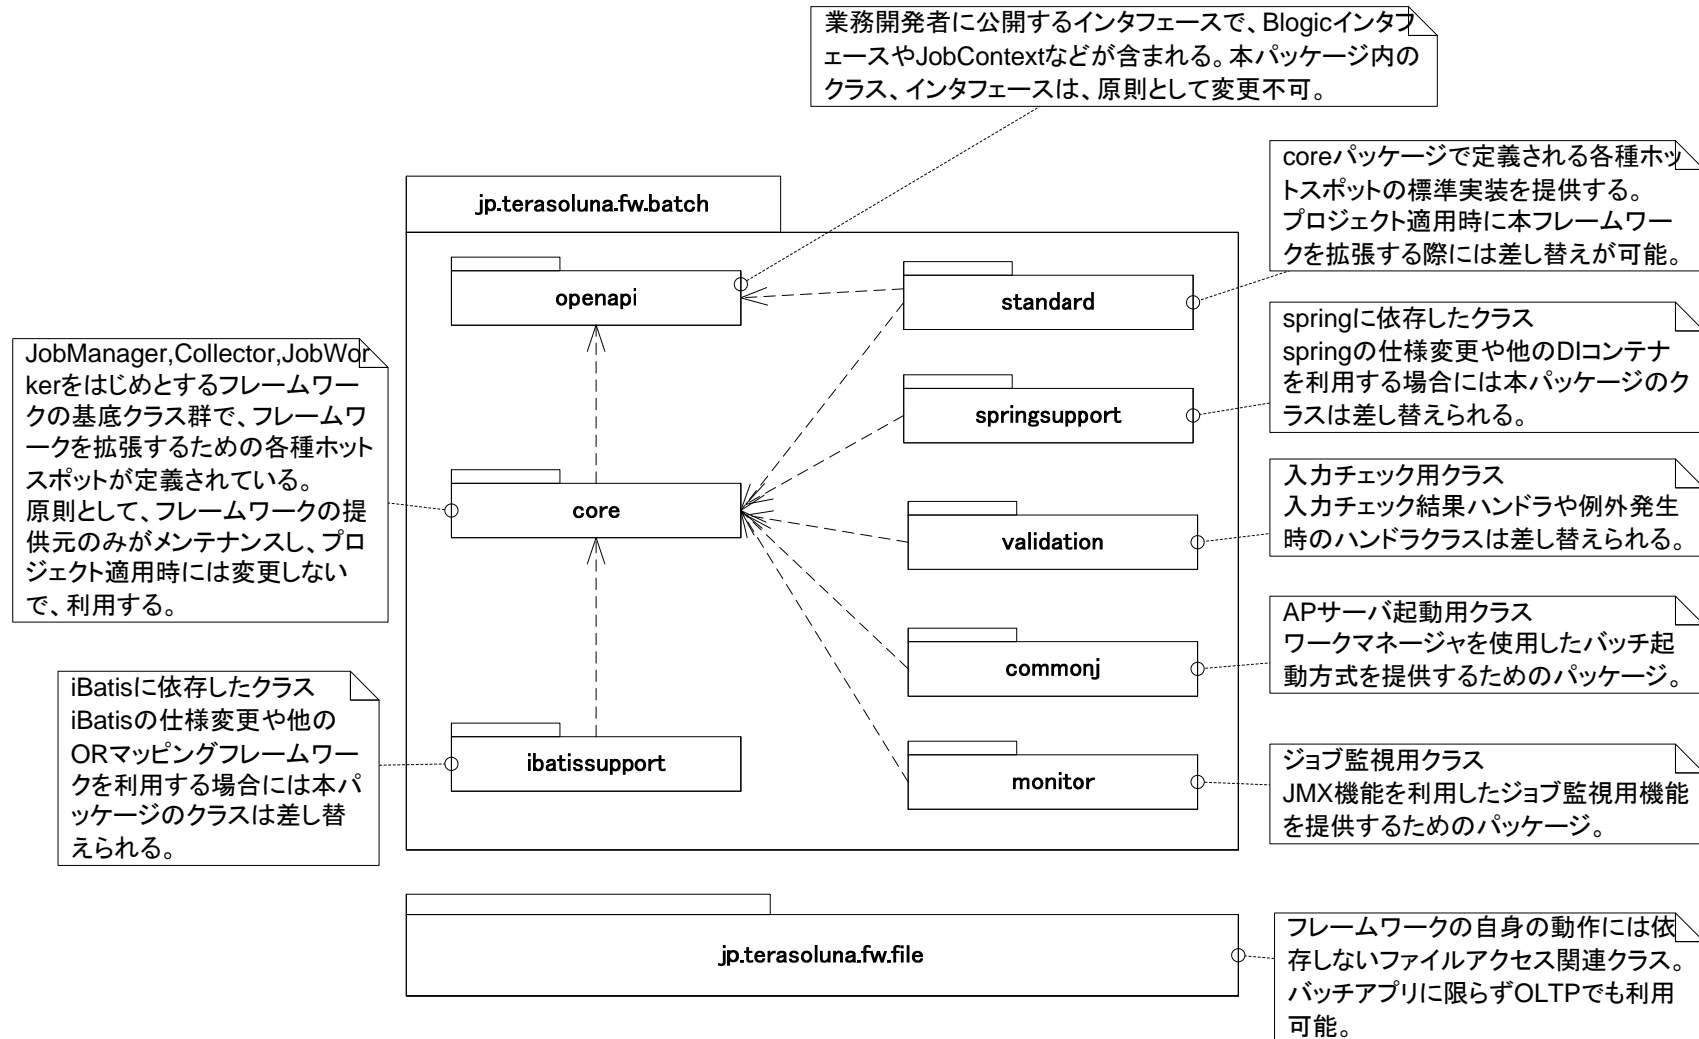 業務開発者に公開するインタフェースで、Blogicインタフ
ェースやJobContextなどが含まれる。本パッケージ内の
クラス、インタフェースは、原則として変更不可。
coreパッケージで定義される各種ホッ
トスポットの標準実装を提供する。
プロジェクト適用時に本フレームワー
クを拡張する際には差し替えが可能。
jp.terasoluna.fw.batch
openapi
standard
springに依存したクラス
springの仕様変更や他のDIコンテナ
を利用する場合には本パッケージのク
ラスは差し替えられる。
JobManager,Collector,JobWor
kerをはじめとするフレームワー
クの基底クラス群で、フレームワ
ークを拡張するための各種ホット
スポットが定義されている。
原則として、フレームワークの提
供元のみがメンテナンスし、プロ
ジェクト適用時には変更しない
で、利用する。
springsupport
core
validation
入力チェック用クラス
入力チェック結果ハンドラや例外発生
時のハンドラクラスは差し替えられる。
commonj
APサーバ起動用クラス
ワークマネージャを使用したバッチ起
動方式を提供するためのパッケージ。
iBatisに依存したクラス
iBatisの仕様変更や他の
ORマッピングフレームワー
クを利用する場合には本パ
ッケージのクラスは差し替
えられる。
ibatissupport
monitor
ジョブ監視用クラス
JMX機能を利用したジョブ監視用機能
を提供するためのパッケージ。
jp.terasoluna.fw.file
フレームワークの自身の動作には依
存しないファイルアクセス関連クラス。
バッチアプリに限らずOLTPでも利用
可能。